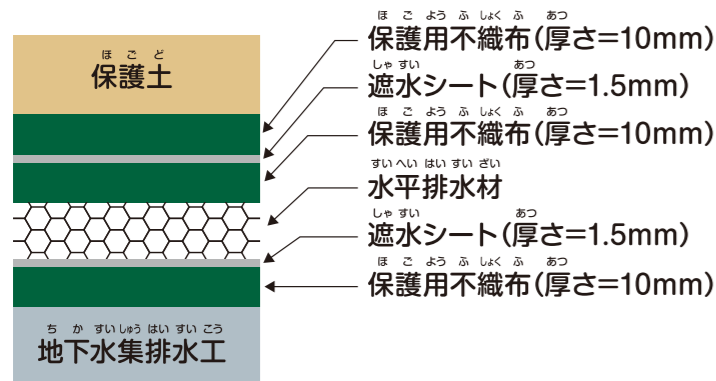 ほごど
保護土
ほごようふしょくふ あつ
保護用不織布(厚さ=10mm)
しゃすい あつ
遮水シート(厚さ=1.5mm)
ほごようふしょくふ あつ
保護用不織布(厚さ=10mm)
すいへいはいすいざい
水平排水材
しゃすい あつ
遮水シート(厚さ=1.5mm)
ほごようふしょくふ あつ
保護用不織布(厚さ=10mm)
ちかすいしゅうはいすいこう
地下水集排水工